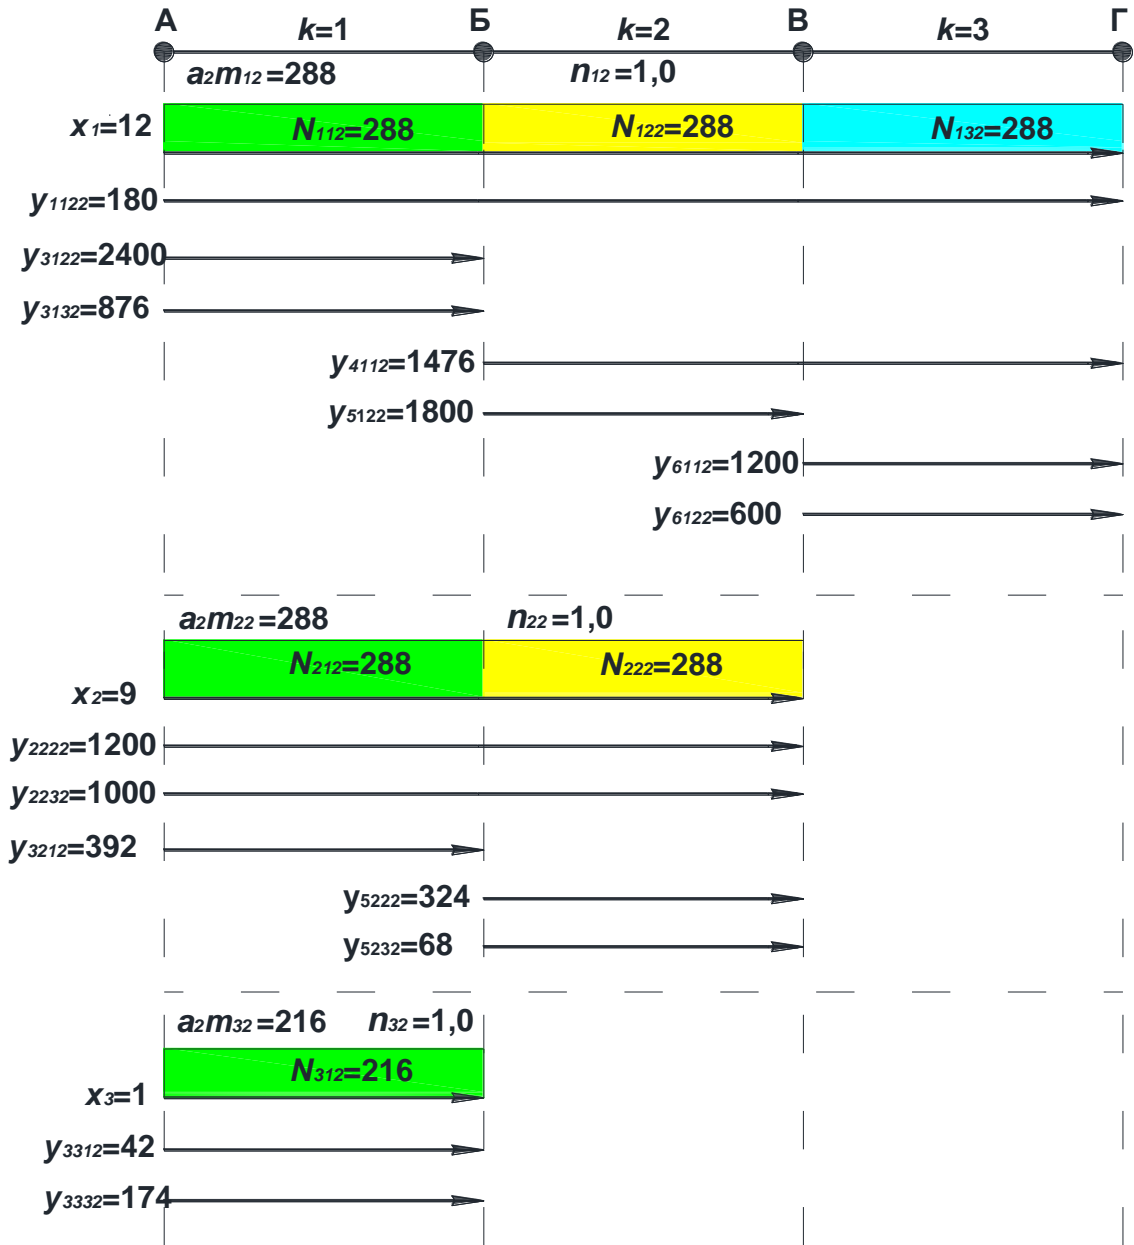 А Б В Г
k=1 k=2 k=3
a2m12=288 n12=1,0
x1=12 N112=288 N122=288 N132=288
y1122=180
y3122=2400
y3132=876
y4112=1476
y5122=1800
y6112=1200
y6122=600
a2m22=288 n22=1,0
N212=288 N222=288
x2=9
y2222=1200
y2232=1000
y3212=392
y5222=324
y5232=68
a2m32=216 n32=1,0
N312=216
x3=1
y3312=42
y3332=174